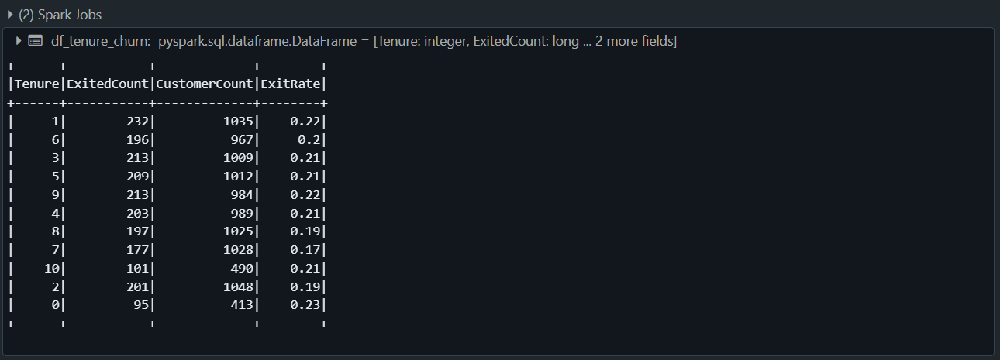 (2) Spark Jobs
df_tenure_churn: pyspark.sql.dataframe.DataFrame = [Tenure: integer, ExitedCount: long ... 2 more fields]
+------+-----------+-------------+--------+
|Tenure|ExitedCount|CustomerCount|ExitRate|
+------+-----------+-------------+--------+
|     1|        232|         1035|    0.22|
|     6|        196|          967|     0.2|
|     3|        213|         1009|    0.21|
|     5|        209|         1012|    0.21|
|     9|        213|          984|    0.22|
|     4|        203|          989|    0.21|
|     8|        197|         1025|    0.19|
|     7|        177|         1028|    0.17|
|    10|        101|          490|    0.21|
|     2|        201|         1048|    0.19|
|     0|         95|          413|    0.23|
+------+-----------+-------------+--------+